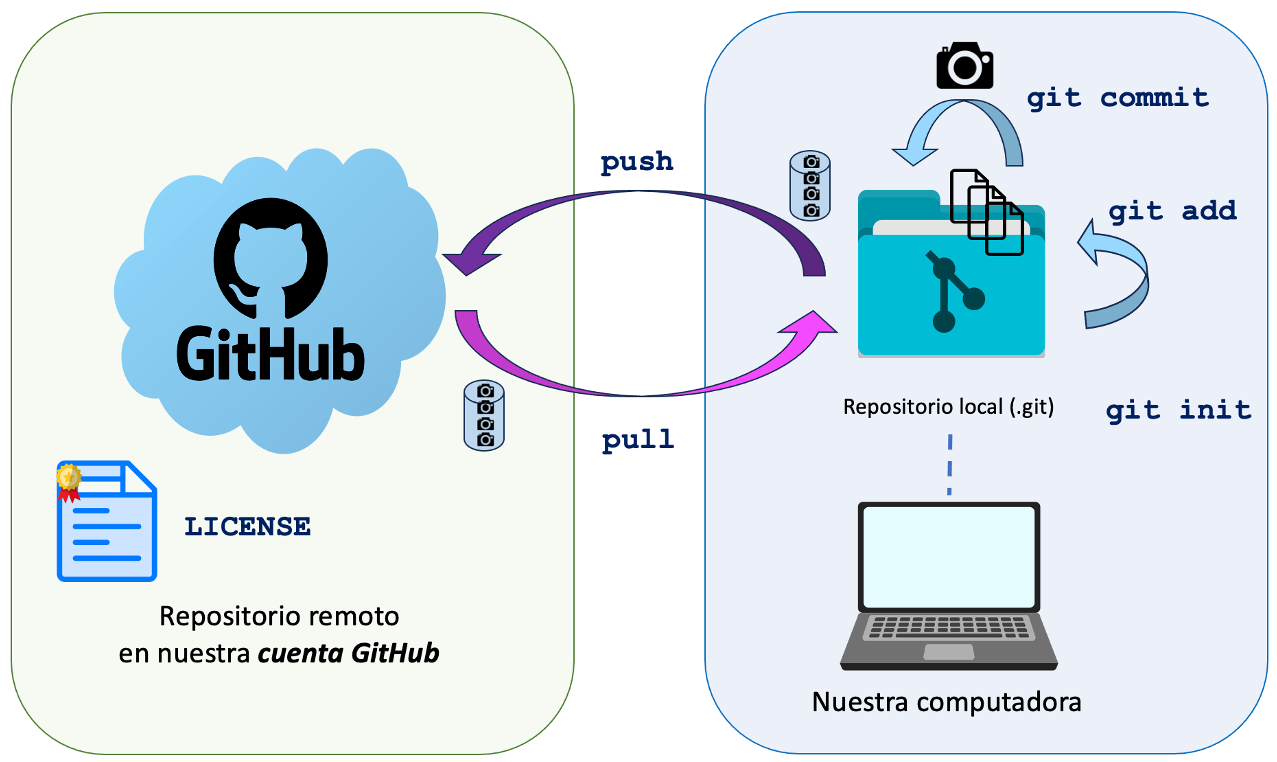 GitHub
LICENSE
Repositorio remoto
en nuestra cuenta GitHub
push
pull
git commit
git add
Repositorio local (.git)
git init
Nuestra computadora